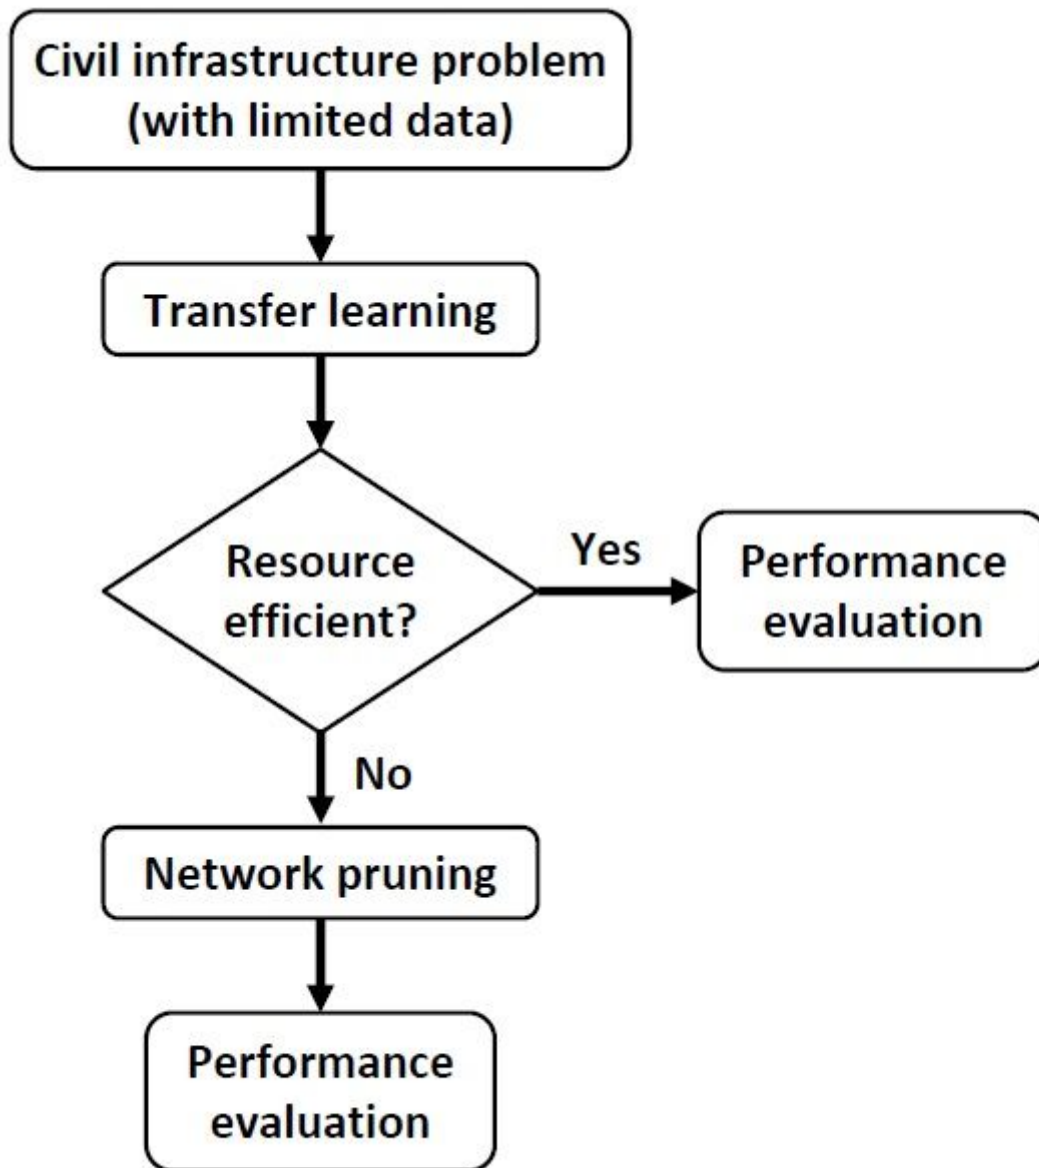 Civil infrastructure problem
(with limited data)
Transfer learning
Resource
efficient?
Yes
Performance
evaluation
No
Network pruning
Performance
evaluation